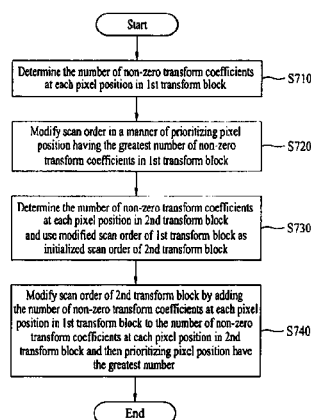 Start
Determine the number of non-zero transform coefficients
at each pixel position in 1st transform block
S710
Modify scan order in a manner of prioritizing pixel
position having the greatest number of non-zero
transform coefficients in 1st transform block
S720
Determine the number of non-zero transform coefficients
at each pixel position in 2nd transform block
and use modified scan order of 1st transform block as
initialized scan order of 2nd transform block
S730
Modify scan order of 2nd transform block by adding
the number of non-zero transform coefficients at each pixel
position in 1st transform block to the number of non-zero
transform coefficients at each pixel position in 2nd
transform block and then prioritizing pixel position have
the greatest number
S740
End